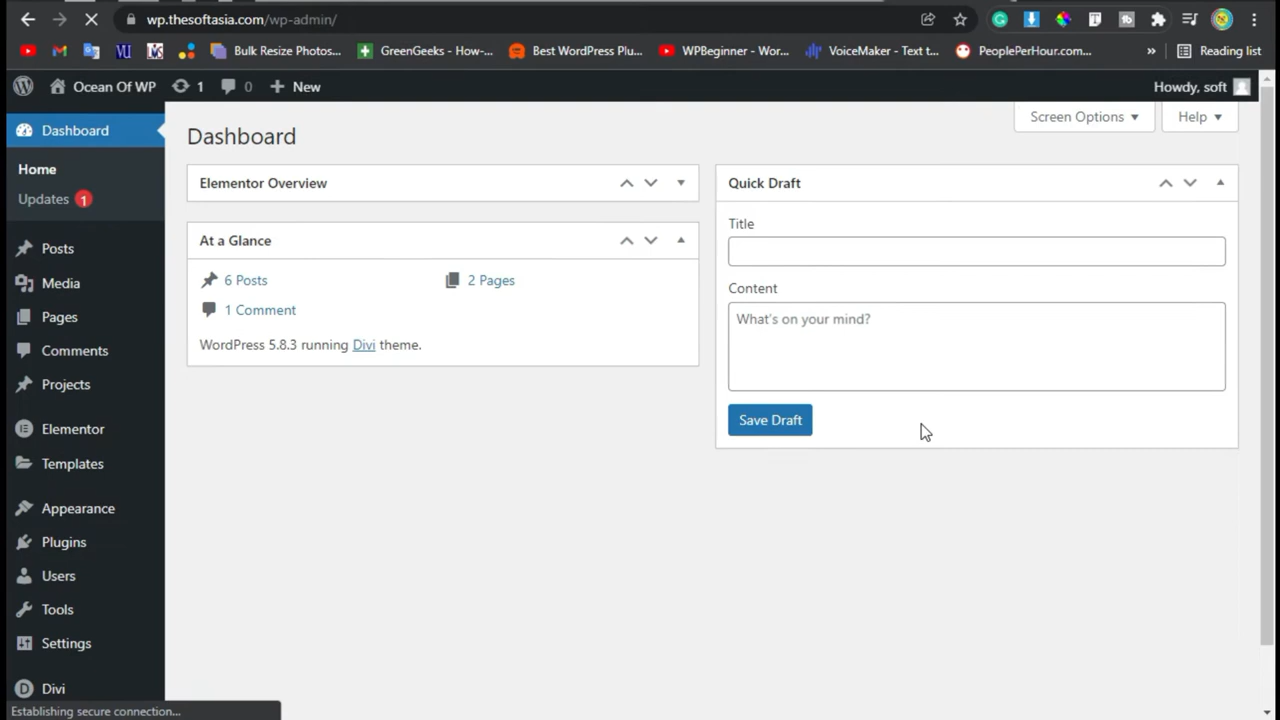 wp.thesoftasia.com/wp-admin/
Bulk Resize Photos...
GreenGeeks - How-...
Best WordPress Plu...
WPBeginner - Wor...
VoiceMaker - Text t...
PeoplePerHour.com...
»
Reading list
Ocean Of WP
1
0
+ New
Howdy, soft
Dashboard
Home
Updates 1
Posts
Media
Pages
Comments
Projects
Elementor
Templates
Appearance
Plugins
Users
Tools
Settings
Divi
Dashboard
Screen Options
Help
Elementor Overview
At a Glance
6 Posts
2 Pages
1 Comment
WordPress 5.8.3 running Divi theme.
Quick Draft
Title
Content
What's on your mind?
Save Draft
Establishing secure connection...